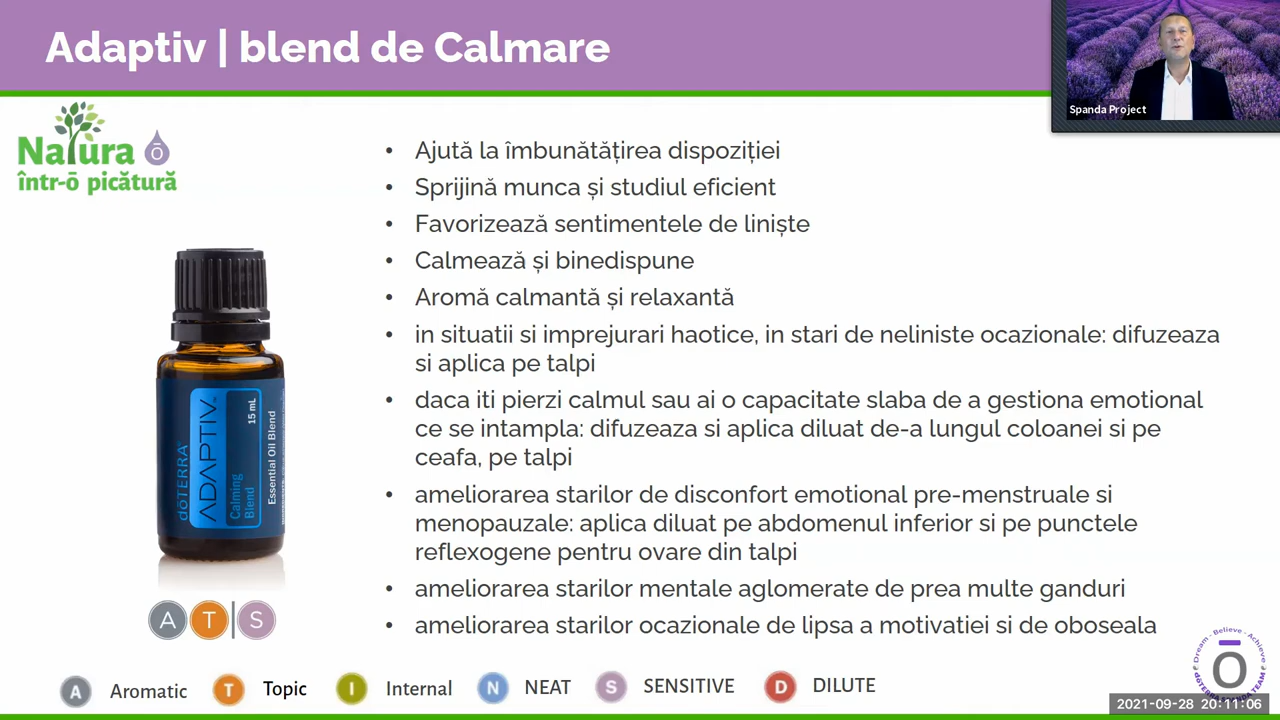 Adaptiv | blend de Calmare
Spanda Project
Natura ō
într-ō picătură
• Ajută la îmbunătățirea dispoziției
• Sprijină munca și studiul eficient
• Favorizează sentimentele de liniște
• Calmează și binedispune
• Aromă calmantă și relaxantă
• in situatii si imprejurari haotice, in stari de neliniste ocazionale: difuzeaza
si aplica pe talpi
• daca iti pierzi calmul sau ai o capacitate slaba de a gestiona emotional
ce se intampla: difuzeaza si aplica diluat de-a lungul coloanei si pe
ceafa, pe talpi
• ameliorarea starilor de disconfort emotional pre-menstruale si
menopauzale: aplica diluat pe abdomenul inferior si pe punctele
reflexogene pentru ovare din talpi
• ameliorarea starilor mentale aglomerate de prea multe ganduri
• ameliorarea starilor ocazionale de lipsa a motivatiei si de oboseala
dōTERRA™
ADAPTIV™
Calming
Blend
15 mL
Essential Oil Blend
A T | S
A Aromatic T Topic I Internal N NEAT S SENSITIVE D DILUTE
Dream - Believe - Achieve
ō
dōTERRA SPANDA TEAM
2021-09-28 20:11:06